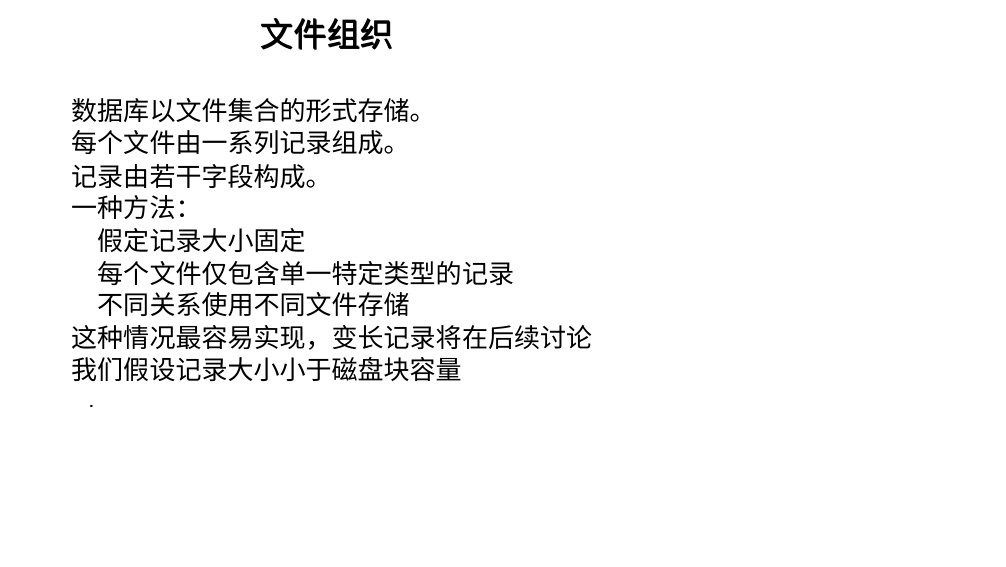 文件组织
数据库以文件集合的形式存储。
每个文件由一系列记录组成。
记录由若干字段构成。
一种方法：
假定记录大小固定
每个文件仅包含单一特定类型的记录
不同关系使用不同文件存储
这种情况最容易实现，变长记录将在后续讨论
我们假设记录大小小于磁盘块容量
.